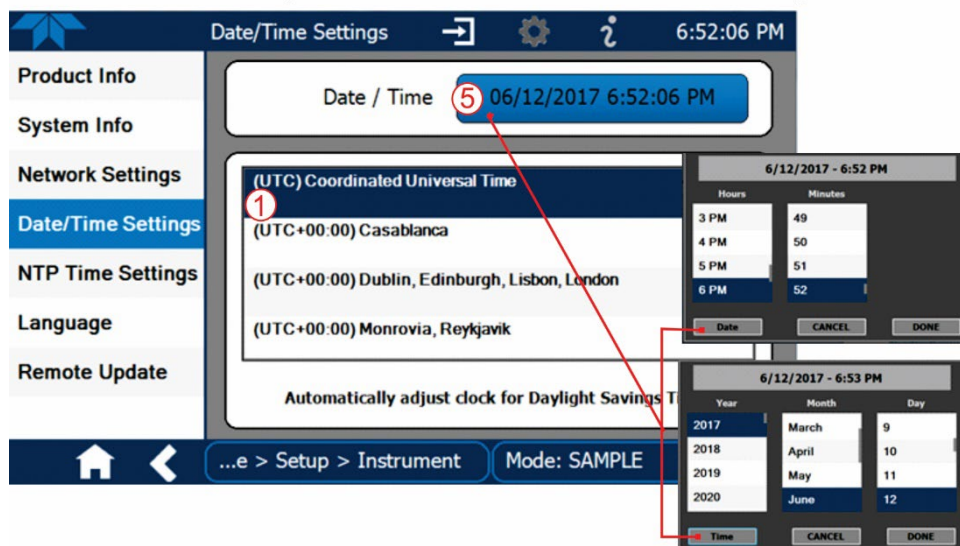 Date/Time Settings
6:52:06 PM
Product Info
System Info
Network Settings
Date/Time Settings
NTP Time Settings
Language
Remote Update
Date / Time
5
06/12/2017 6:52:06 PM
(UTC) Coordinated Universal Time
1
(UTC+00:00) Casablanca
(UTC+00:00) Dublin, Edinburgh, Lisbon, London
(UTC+00:00) Monrovia, Reykjavik
Automatically adjust clock for Daylight Savings T
...e > Setup > Instrument
Mode: SAMPLE
6/12/2017 - 6:52 PM
Hours Minutes
3 PM 49
4 PM 50
5 PM 51
6 PM 52
Date CANCEL DONE
6/12/2017 - 6:53 PM
Year Month Day
2017 March 9
2018 April 10
2019 May 11
2020 June 12
Time CANCEL DONE